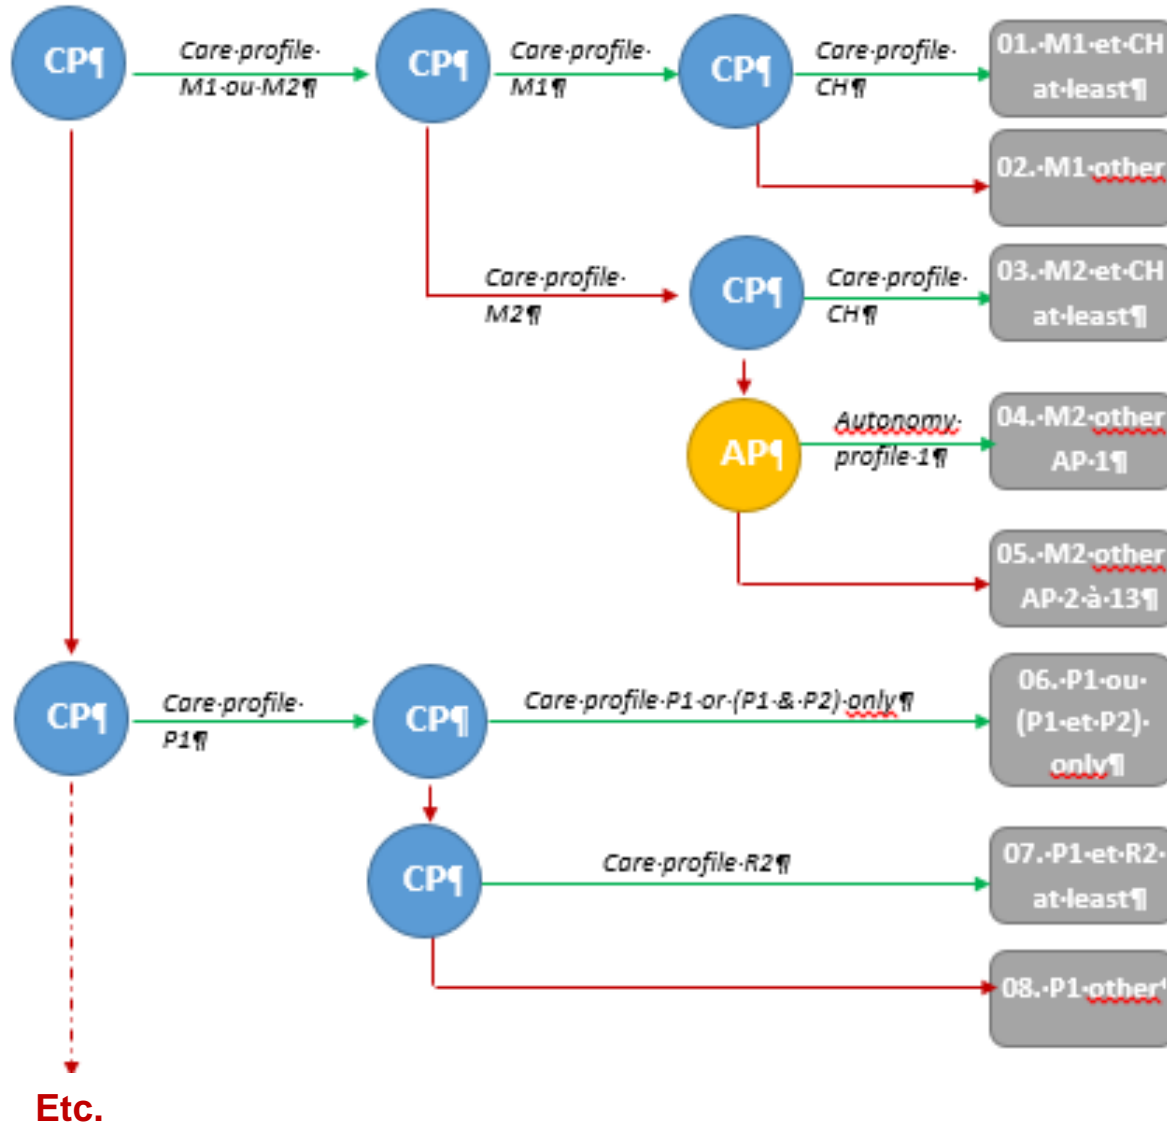 CP¶
Care·profile·
M1·ou·M2¶
CP¶
Care·profile·
M1¶
CP¶
Care·profile·
CH¶
01.·M1·et·CH
at·least¶
02.·M1·other
Care·profile·
M2¶
CP¶
Care·profile·
CH¶
03.·M2·et·CH
at·least¶
AP¶
Autonomy·
profile·1¶
04.·M2·other
AP·1¶
05.·M2·other
AP·2·à·13¶
CP¶
Care·profile·
P1¶
CP¶
Care·profile·P1·or·(P1·&·P2)·only¶
06.·P1·ou·
(P1·et·P2)·
only¶
CP¶
Care·profile·R2¶
07.·P1·et·R2·
at·least¶
08.·P1·other
Etc.